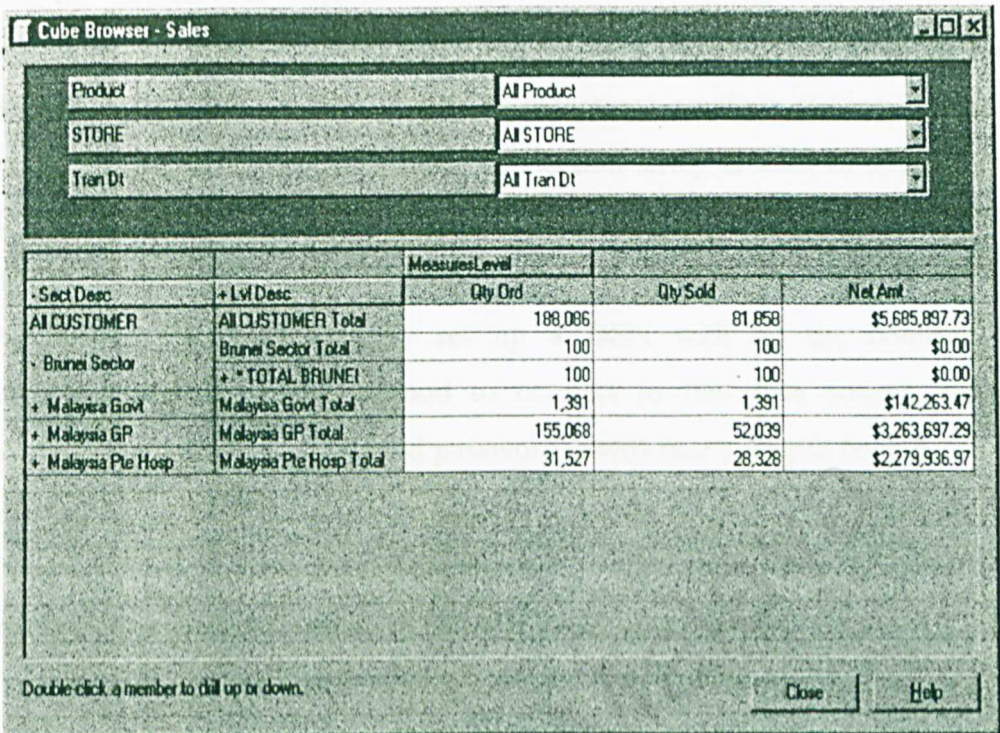 Cube Browser - Sales
Product All Product
STORE All STORE
Tran Dt All Tran Dt
MeasuresLevel
- Sect Desc + Lvl Desc Qty Ord Qty Sold Net Amt
All CUSTOMER All CUSTOMER Total 188,086 81,858 $5,685,897.73
- Brunei Sector Brunei Sector Total 100 100 $0.00
+ * TOTAL BRUNEI 100 100 $0.00
+ Malayisa Govt Malayisa Govt Total 1,391 1,391 $142,263.47
+ Malaysia GP Malaysia GP Total 155,068 52,039 $3,263,697.29
+ Malaysia Pte Hosp Malaysia Pte Hosp Total 31,527 28,328 $2,279,936.97
Double-click a member to drill up or down.
Close Help